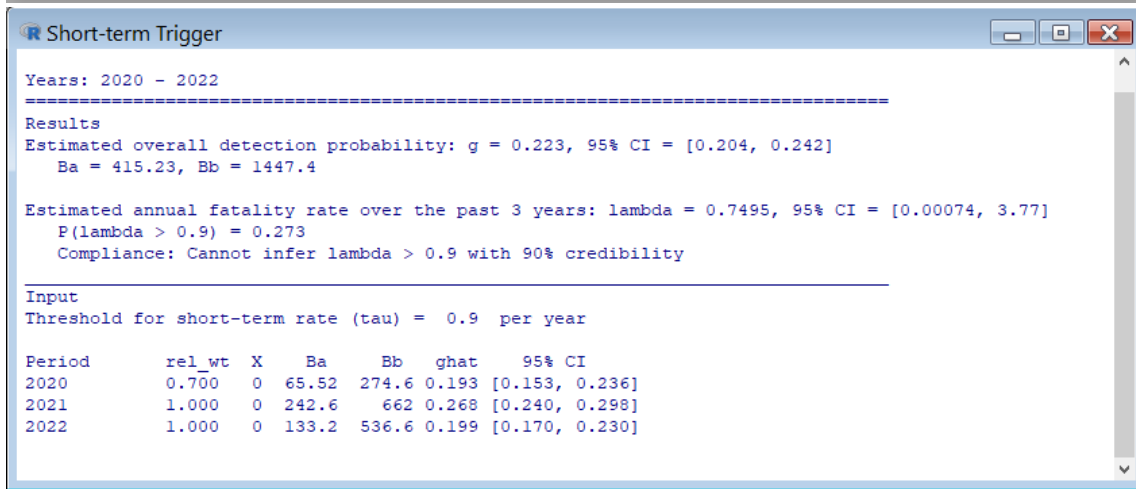 Short-term Trigger
Years: 2020 - 2022
================================================================================
Results
Estimated overall detection probability: g = 0.223, 95% CI = [0.204, 0.242]
Ba = 415.23, Bb = 1447.4
Estimated annual fatality rate over the past 3 years: lambda = 0.7495, 95% CI = [0.00074, 3.77]
P(lambda > 0.9) = 0.273
Compliance: Cannot infer lambda > 0.9 with 90% credibility
Input
Threshold for short-term rate (tau) = 0.9 per year
Period rel_wt X Ba Bb ghat 95% CI
2020 0.700 0 65.52 274.6 0.193 [0.153, 0.236]
2021 1.000 0 242.6 662 0.268 [0.240, 0.298]
2022 1.000 0 133.2 536.6 0.199 [0.170, 0.230]